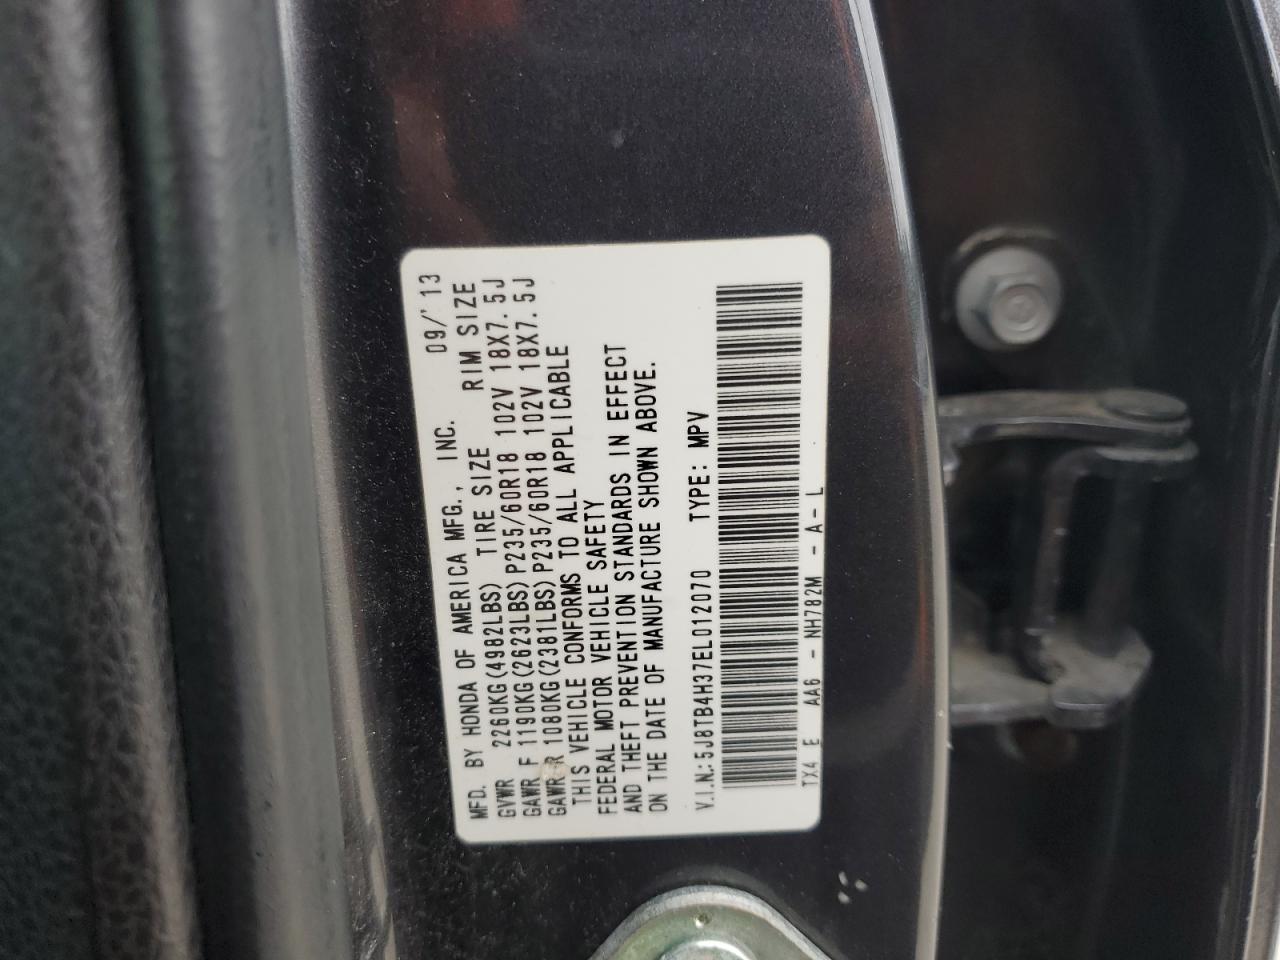 MFD. BY HONDA OF AMERICA MFG., INC. 09/'13
GVWR 2260KG(4982LBS) TIRE SIZE RIM SIZE
GAWR F 1190KG(2623LBS) P235/60R18 102V 18X7.5J
GAWR R 1080KG(2381LBS) P235/60R18 102V 18X7.5J
THIS VEHICLE CONFORMS TO ALL APPLICABLE
FEDERAL MOTOR VEHICLE SAFETY
AND THEFT PREVENTION STANDARDS IN EFFECT
ON THE DATE OF MANUFACTURE SHOWN ABOVE.
V.I.N.: 5J8TB4H37EL012070 TYPE: MPV
TX4 E AA6 - NH782M - A - L